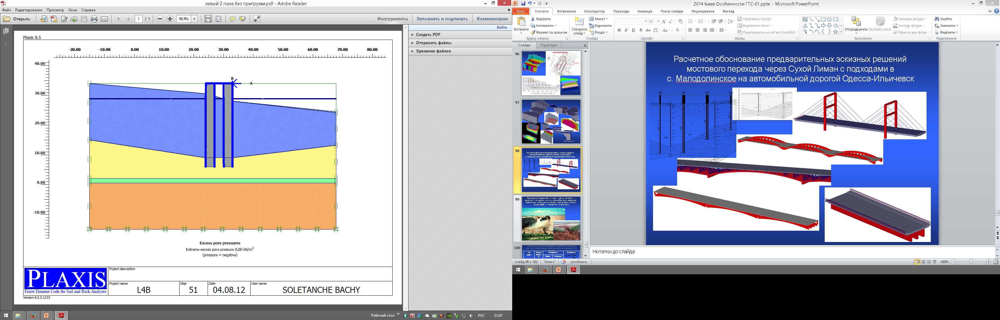 левый 2 пала без пригрузки.pdf - Adobe Reader
Файл Редактирование Просмотр Окно Справка
Открыть
1 / 1
98,9%
Инструменты Заполнить и подписать Комментарии
Войти
Создать PDF
Отправить файлы
Хранение файлов
Plaxis 8.5
-20.00 -10.00 0.00 10.00 20.00 30.00 40.00 50.00 60.00 70.00 80.00
40.00
30.00
20.00
10.00
0.00
-10.00
B
A
Excess pore pressures
Extreme excess pore pressure 0,00 kN/m2
(pressure = negative)
PLAXIS
Finite Element Code for Soil and Rock Analyses
Version 8.5.0.1133
Project description
Project name
L4B
Step
51
Date
04.08.12
User name
SOLETANCHE BACHY
Рабочий стол
РУС
21:07
2014 Киев Особенности ГТС-01.pptx - Microsoft PowerPoint
Файл Основне Вставлення Конструктор Переходи Анімація Показ слайдів Рецензування Вигляд
Вставити
Вирізати
Копіювати
Формат за зразком
Буфер обміну
Створити слайд
Макет
Відновити
Розділ
Слайди
20
Шрифт
Напрямок тексту
Вирівняти текст
Перетворити на об'єкт SmartArt
Абзац
Упорядкувати
Експрес-стилі
Заливка фігури
Контур фігури
Ефекти для фігур
Креслення
Знайти
Замінити
Виділити
Редагування
Слайди Структура
96
97
98
99
100
Расчетное обоснование предварительных эскизных решений
мостового перехода через Сухой Лиман с подходами в
с. Малодолинское на автомобильной дорогой Одесса-Ильичевск
Нотатки до слайда
Слайд 98 з 102 "Апекс" російська
100%